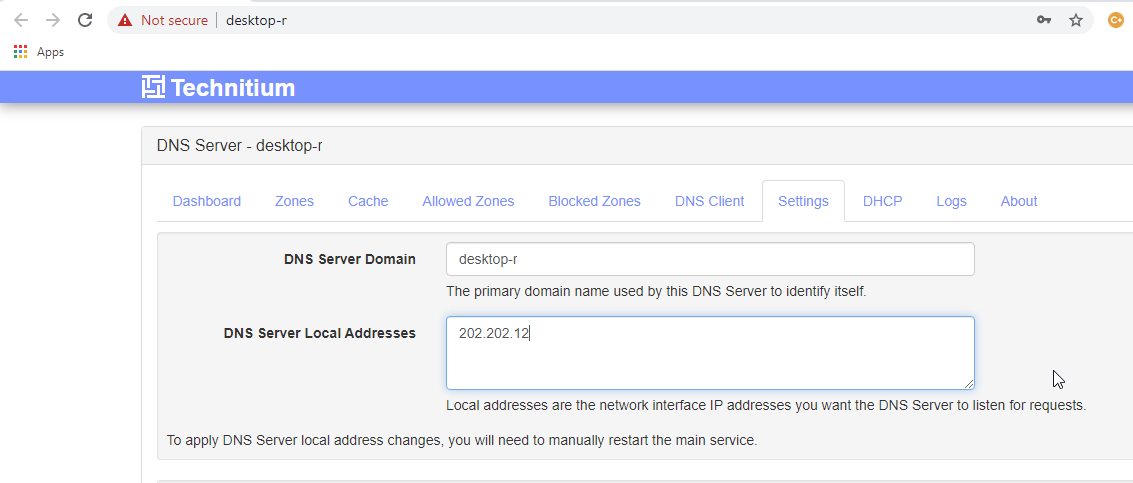 Not secure desktop-r
Apps
Technitium
DNS Server - desktop-r
Dashboard Zones Cache Allowed Zones Blocked Zones DNS Client Settings DHCP Logs About
DNS Server Domain desktop-r
The primary domain name used by this DNS Server to identify itself.
DNS Server Local Addresses 202.202.12
Local addresses are the network interface IP addresses you want the DNS Server to listen for requests.
To apply DNS Server local address changes, you will need to manually restart the main service.